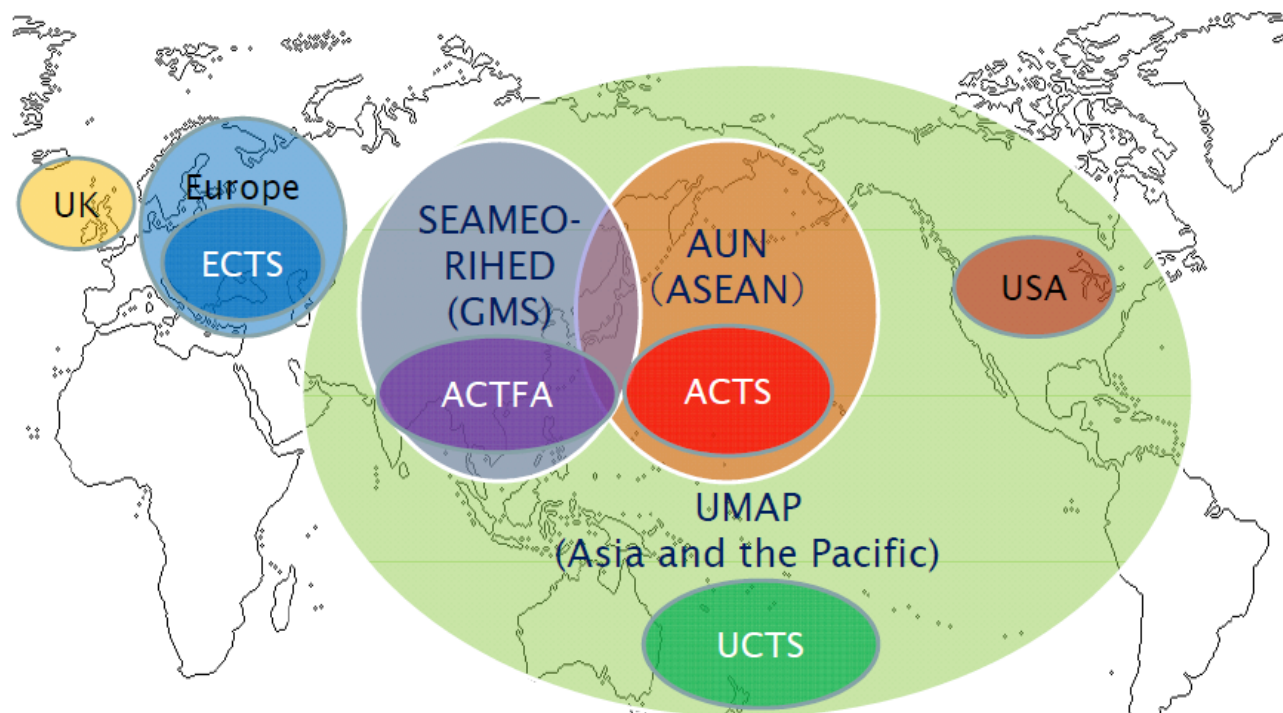 UK
Europe
ECTS
SEAMEO-
RIHED
(GMS)
ACTFA
AUN
（ASEAN）
ACTS
USA
UMAP
(Asia and the Pacific)
UCTS